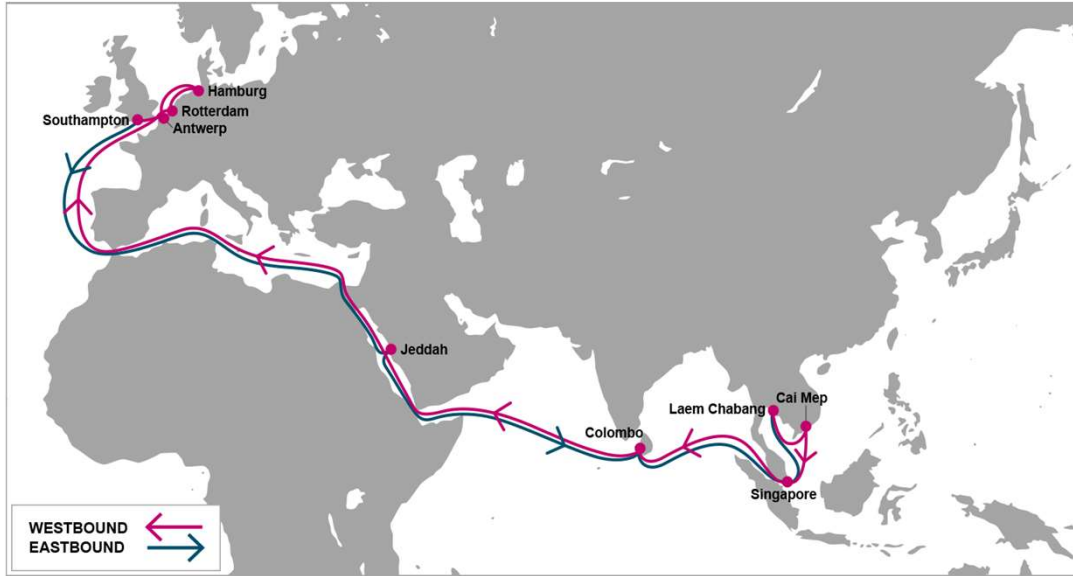 Hamburg
Southampton
Rotterdam
Antwerp
Jeddah
Cai Mep
Laem Chabang
Colombo
Singapore
WESTBOUND
EASTBOUND